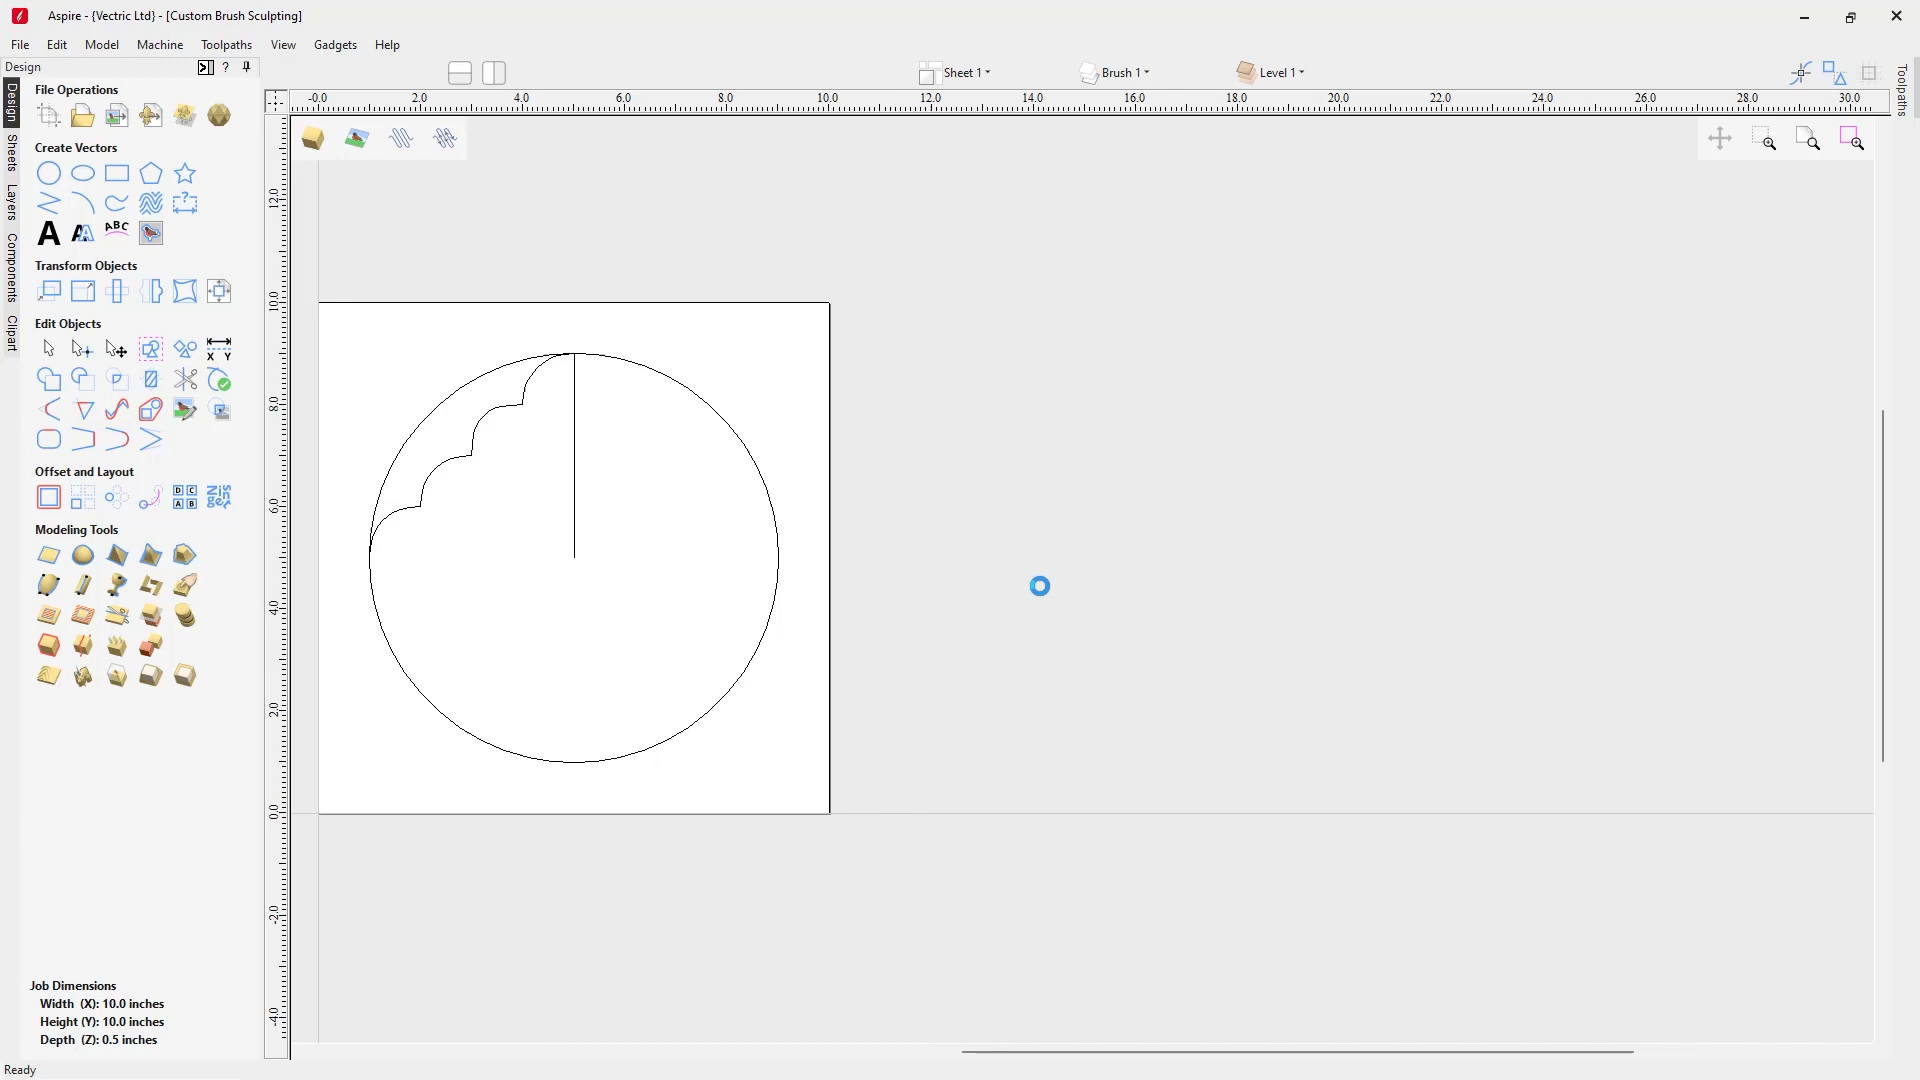 Aspire - {Vectric Ltd} - [Custom Brush Sculpting]
File Edit Model Machine Toolpaths View Gadgets Help
Design
?
Sheet 1
Brush 1
Level 1
Design
Sheets
Layers
Components
Clipart
Toolpaths
File Operations
Create Vectors
A
ABC
Transform Objects
Edit Objects
X Y
Offset and Layout
Modeling Tools
-0.0 2.0 4.0 6.0 8.0 10.0 12.0 14.0 16.0 18.0 20.0 22.0 24.0 26.0 28.0 30.0
12.0
10.0
8.0
6.0
4.0
2.0
0.0
-2.0
-4.0
Job Dimensions
Width (X): 10.0 inches
Height (Y): 10.0 inches
Depth (Z): 0.5 inches
Ready